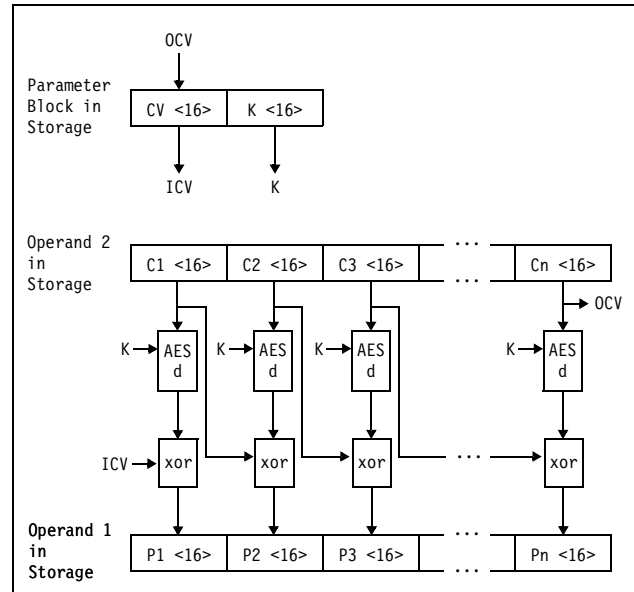 OCV
Parameter
Block in
Storage
CV <16> K <16>
ICV K
Operand 2
in
Storage
C1 <16> C2 <16> C3 <16> ... Cn <16>
...
OCV
K AES d K AES d K AES d K AES d
ICV xor xor xor ... xor
Operand 1
in
Storage
P1 <16> P2 <16> P3 <16> ... Pn <16>
...